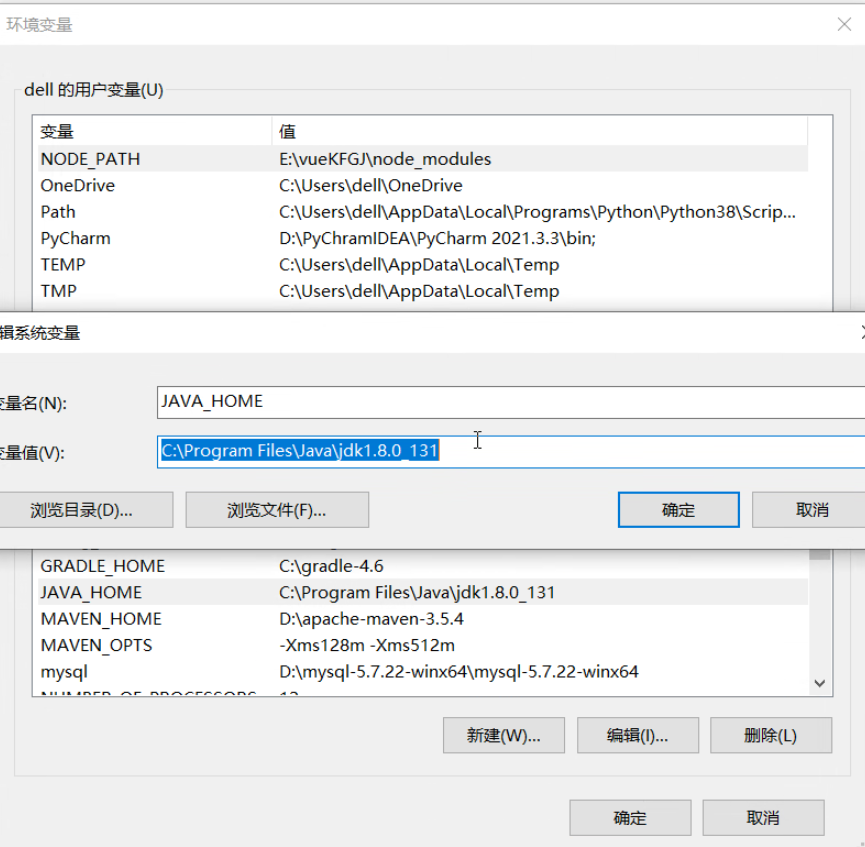 环境变量
dell 的用户变量(U)
变量 值
NODE_PATH E:\vueKFGJ\node_modules
OneDrive C:\Users\dell\OneDrive
Path C:\Users\dell\AppData\Local\Programs\Python\Python38\Scrip...
PyCharm D:\PyChramIDEA\PyCharm 2021.3.3\bin;
TEMP C:\Users\dell\AppData\Local\Temp
TMP C:\Users\dell\AppData\Local\Temp
辑系统变量
变量名(N): JAVA_HOME
变量值(V): C:\Program Files\Java\jdk1.8.0_131
浏览目录(D)... 浏览文件(F)... 确定 取消
GRADLE_HOME C:\gradle-4.6
JAVA_HOME C:\Program Files\Java\jdk1.8.0_131
MAVEN_HOME D:\apache-maven-3.5.4
MAVEN_OPTS -Xms128m -Xms512m
mysql D:\mysql-5.7.22-winx64\mysql-5.7.22-winx64
NUMBER_OF_PROCESSORS 12
新建(W)... 编辑(I)... 删除(L)
确定 取消